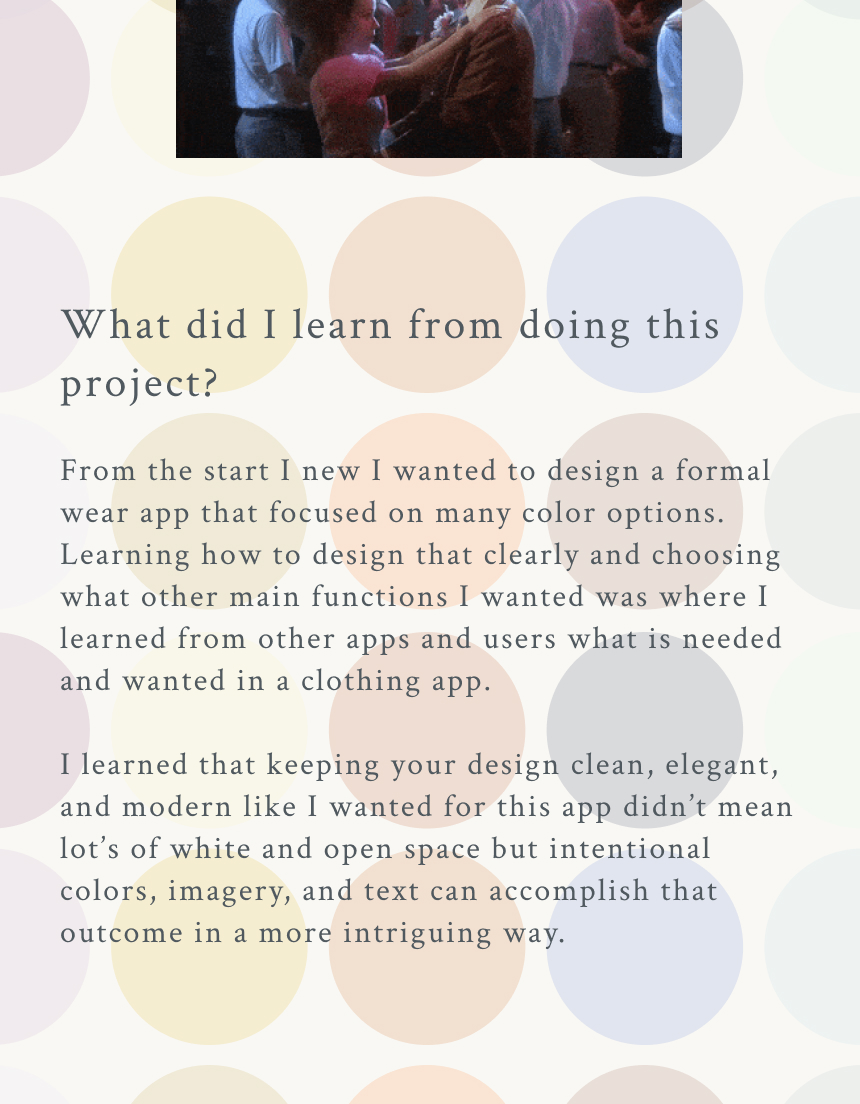 What did I learn from doing this
project?
From the start I new I wanted to design a formal
wear app that focused on many color options.
Learning how to design that clearly and choosing
what other main functions I wanted was where I
learned from other apps and users what is needed
and wanted in a clothing app.
I learned that keeping your design clean, elegant,
and modern like I wanted for this app didn’t mean
lot’s of white and open space but intentional
colors, imagery, and text can accomplish that
outcome in a more intriguing way.